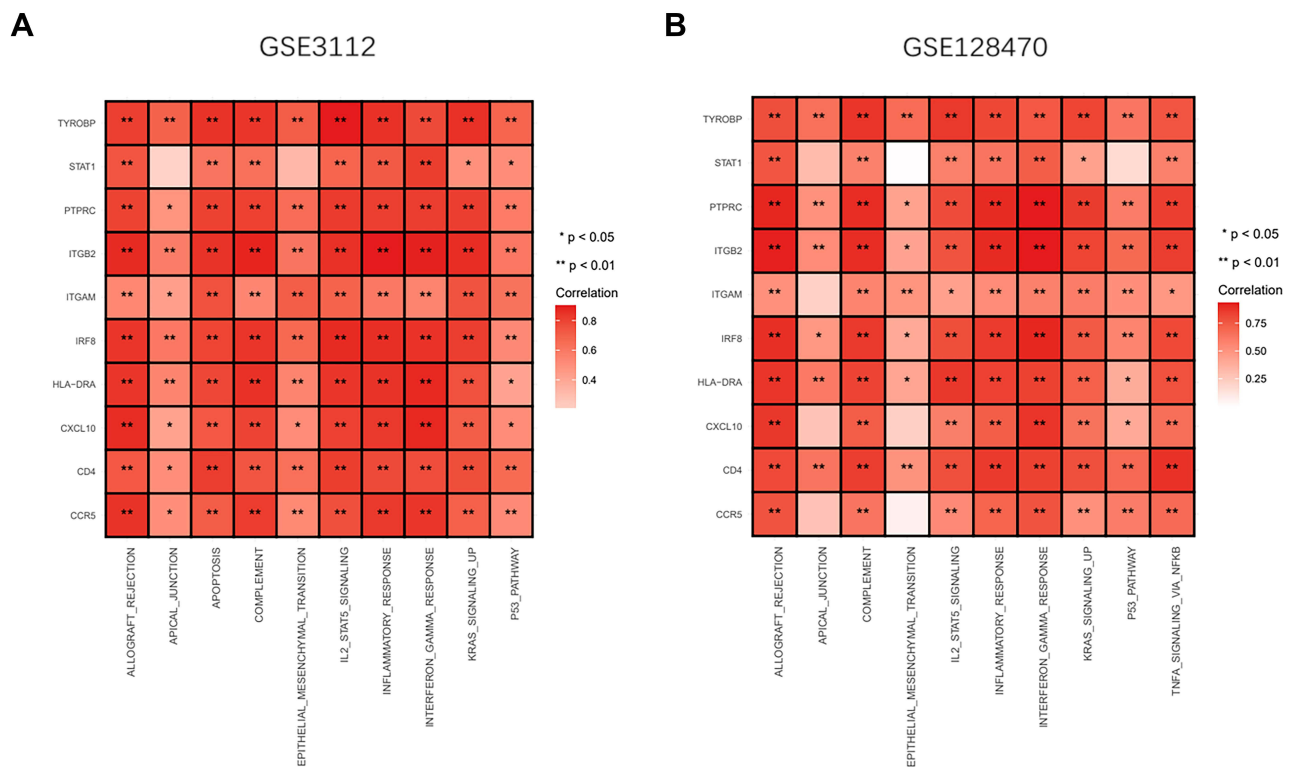 A
GSE3112
TYROBP ** ** ** ** ** ** ** ** ** **
STAT1 ** ** ** ** ** ** * *
PTPRC ** * ** ** ** ** ** ** ** **
ITGB2 ** ** ** ** ** ** ** ** ** **
ITGAM ** * ** ** ** ** ** ** ** **
IRF8 ** ** ** ** ** ** ** ** ** **
HLA−DRA ** ** ** ** ** ** ** ** ** *
CXCL10 ** * ** ** * ** ** ** ** *
CD4 ** * ** ** ** ** ** ** ** **
CCR5 ** * ** ** ** ** ** ** ** **
ALLOGRAFT_REJECTION
APICAL_JUNCTION
APOPTOSIS
COMPLEMENT
EPITHELIAL_MESENCHYMAL_TRANSITION
IL2_STAT5_SIGNALING
INFLAMMATORY_RESPONSE
INTERFERON_GAMMA_RESPONSE
KRAS_SIGNALING_UP
P53_PATHWAY
* p < 0.05
** p < 0.01
Correlation
0.8
0.6
0.4
B
GSE128470
TYROBP ** ** ** ** ** ** ** ** ** **
STAT1 ** ** ** ** ** * **
PTPRC ** ** ** * ** ** ** ** ** **
ITGB2 ** ** ** * ** ** ** ** ** **
ITGAM ** ** ** * ** ** ** ** *
IRF8 ** * ** * ** ** ** ** ** **
HLA−DRA ** ** ** * ** ** ** ** * **
CXCL10 ** ** ** ** ** ** * **
CD4 ** ** ** ** ** ** ** ** ** **
CCR5 ** ** ** ** ** ** ** **
ALLOGRAFT_REJECTION
APICAL_JUNCTION
COMPLEMENT
EPITHELIAL_MESENCHYMAL_TRANSITION
IL2_STAT5_SIGNALING
INFLAMMATORY_RESPONSE
INTERFERON_GAMMA_RESPONSE
KRAS_SIGNALING_UP
P53_PATHWAY
TNFA_SIGNALING_VIA_NFKB
* p < 0.05
** p < 0.01
Correlation
0.75
0.50
0.25